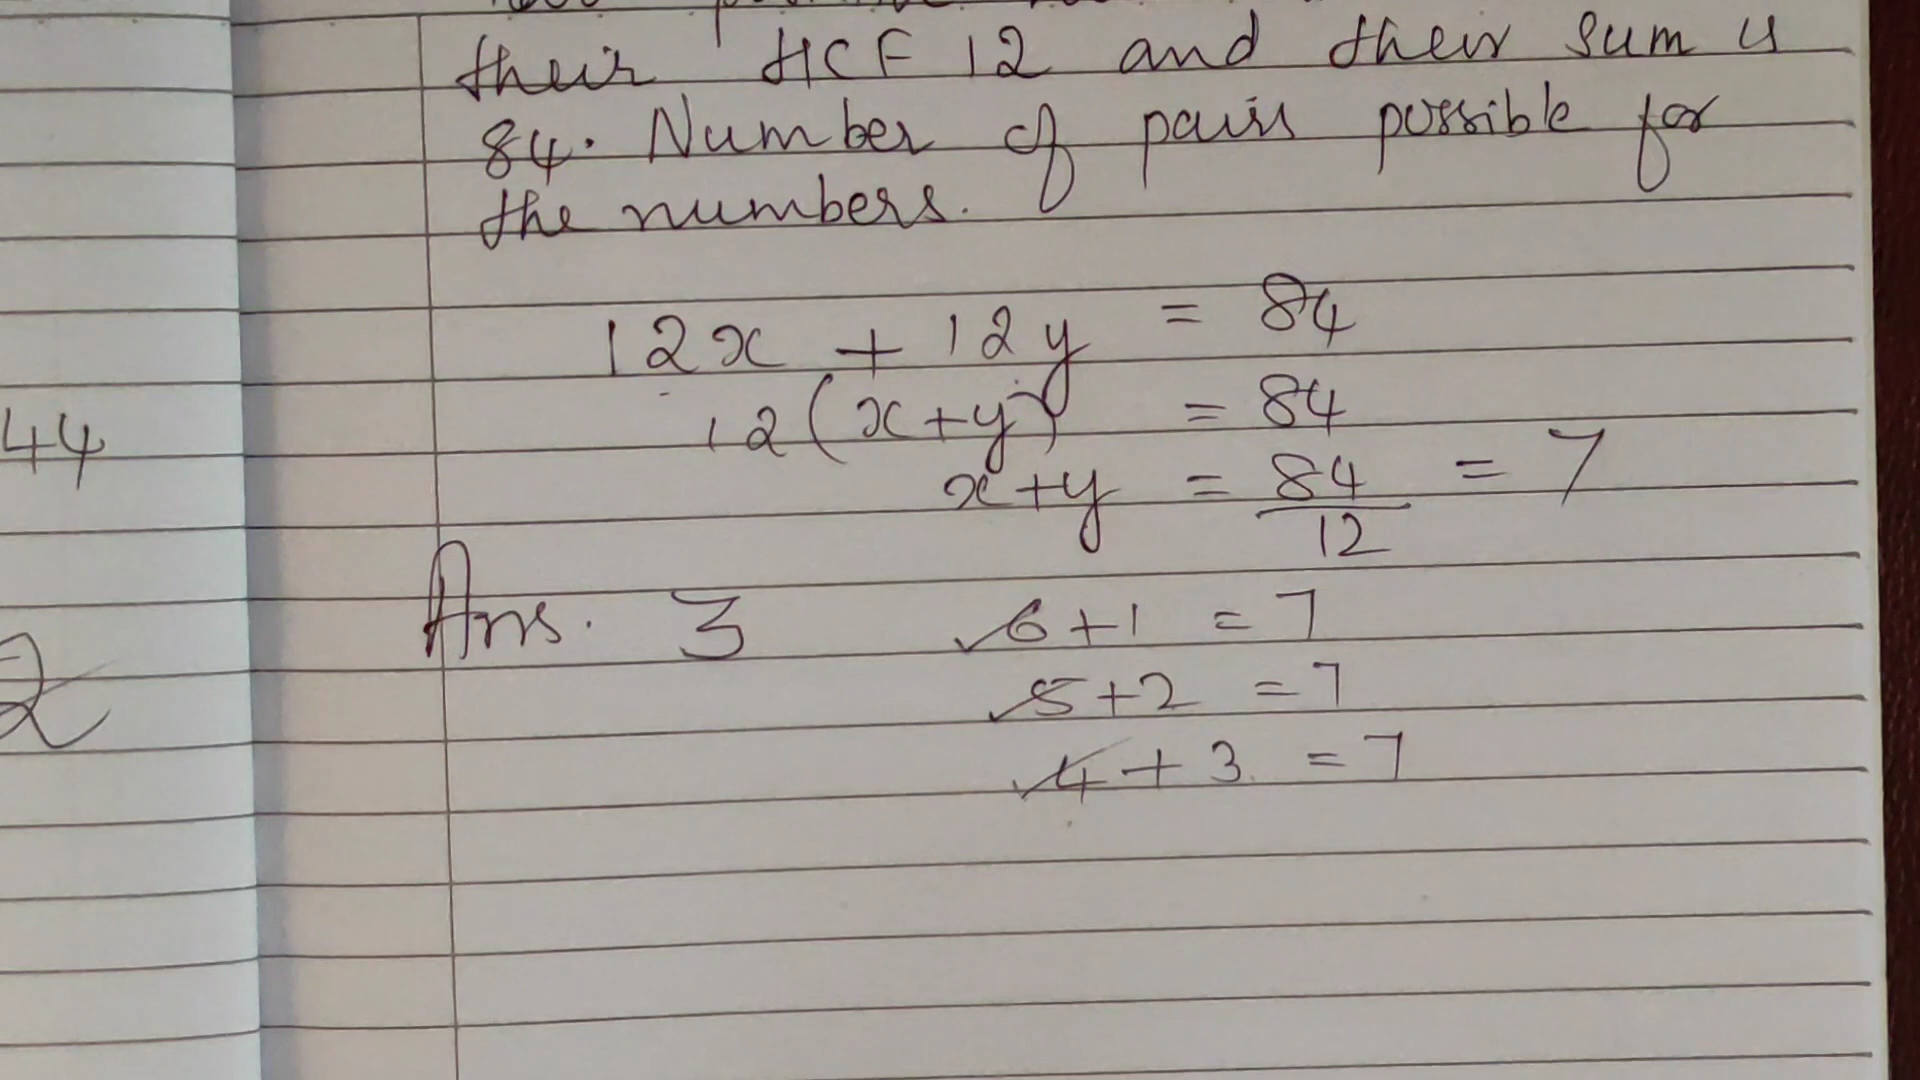 their HCF 12 and their sum is
84. Number of pairs possible for
the numbers.
12x + 12y = 84
12(x+y) = 84
44
x+y = 84/12 = 7
Ans. 3 6+1 = 7
2 5+2 = 7
4+3 = 7